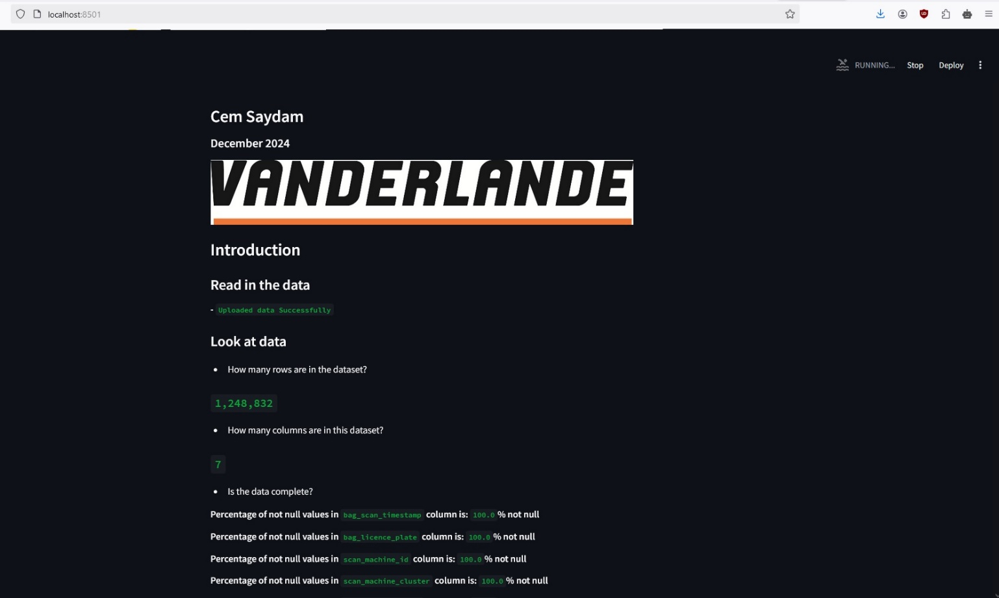 localhost:8501
RUNNING... Stop Deploy
Cem Saydam
December 2024
VANDERLANDE
Introduction
Read in the data
- Uploaded data Successfully
Look at data
• How many rows are in the dataset?
1,248,832
• How many columns are in this dataset?
7
• Is the data complete?
Percentage of not null values in bag_scan_timestamp column is: 100.0 % not null
Percentage of not null values in bag_licence_plate column is: 100.0 % not null
Percentage of not null values in scan_machine_id column is: 100.0 % not null
Percentage of not null values in scan_machine_cluster column is: 100.0 % not null